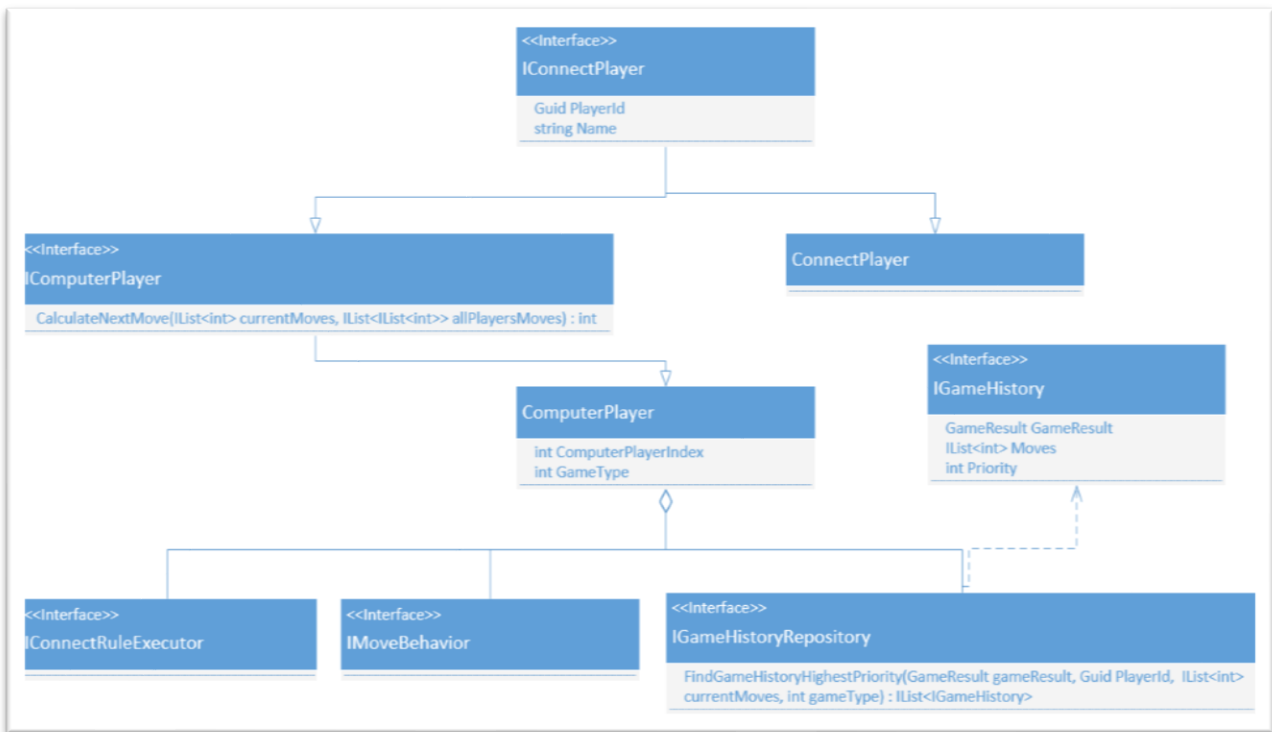 <<Interface>>
IConnectPlayer
Guid PlayerId
string Name
<<Interface>>
IComputerPlayer
CalculateNextMove(IList<int> currentMoves, IList<IList<int>> allPlayersMoves) : int
ConnectPlayer
<<Interface>>
IGameHistory
GameResult GameResult
IList<int> Moves
int Priority
ComputerPlayer
int ComputerPlayerIndex
int GameType
<<Interface>>
IConnectRuleExecutor
<<Interface>>
IMoveBehavior
<<Interface>>
IGameHistoryRepository
FindGameHistoryHighestPriority(GameResult gameResult, Guid PlayerId, IList<int>
currentMoves, int gameType) : IList<IGameHistory>